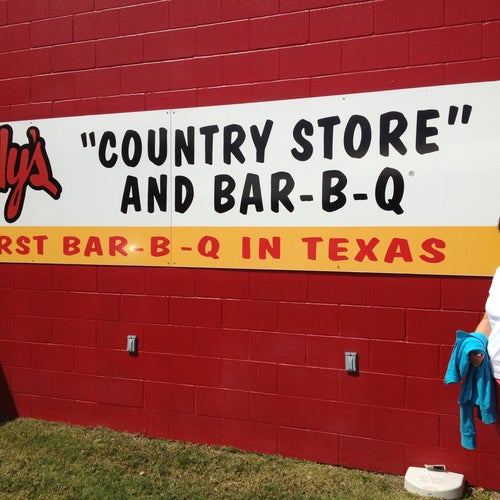 "COUNTRY STORE"
AND BAR-B-Q®
BAR-B-Q IN TEXAS